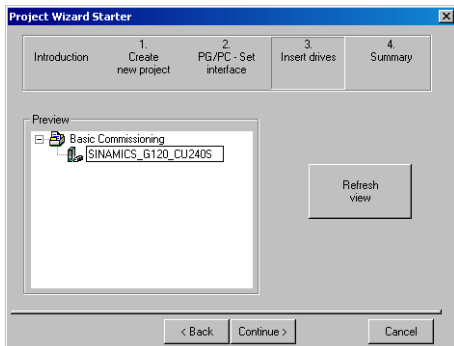 Project Wizard Starter
Introduction
1.
Create
new project
2.
PG/PC - Set
interface
3.
Insert drives
4.
Summary
Preview
Basic Commissioning
SINAMICS_G120_CU240S
Refresh
view
< Back
Continue >
Cancel